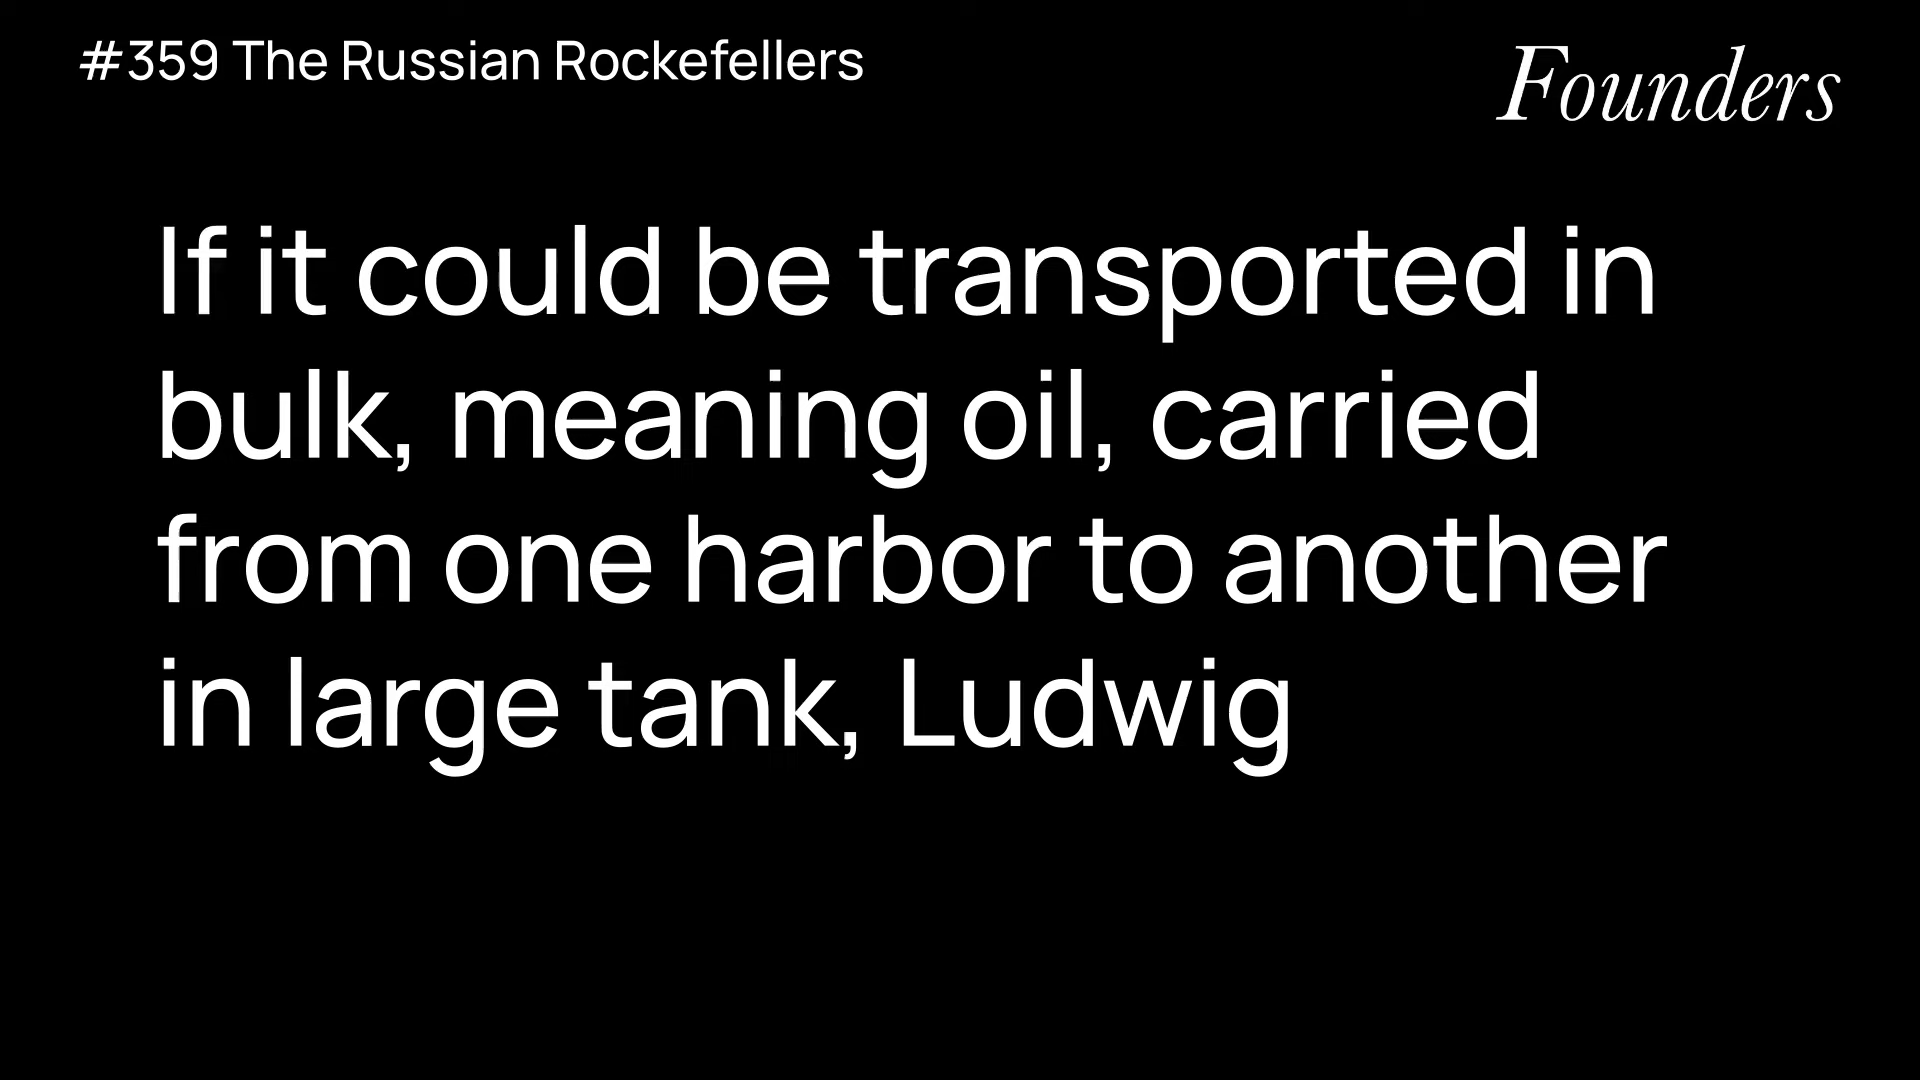 #359 The Russian Rockefellers
Founders
If it could be transported in
bulk, meaning oil, carried
from one harbor to another
in large tank, Ludwig